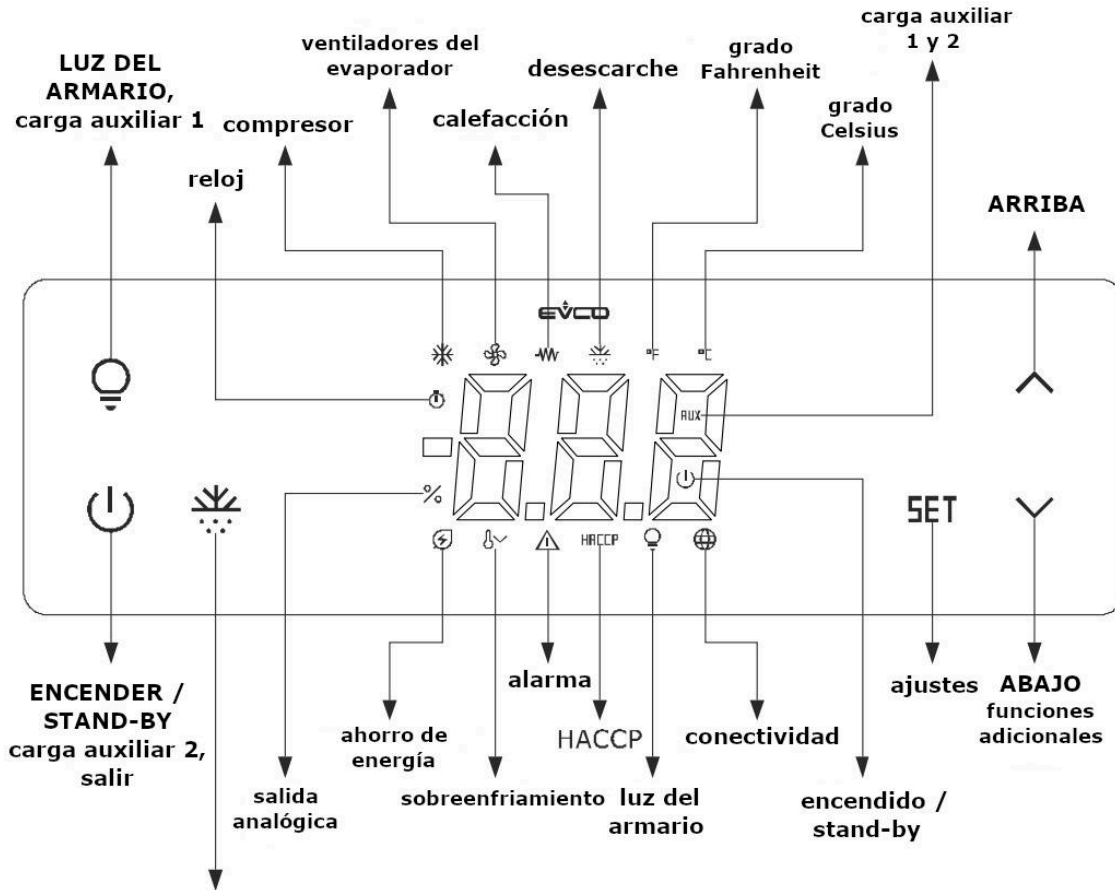 carga auxiliar
1 y 2
ventiladores del
evaporador
grado
Fahrenheit
LUZ DEL
ARMARIO,
carga auxiliar 1
desescarche
grado
Celsius
compresor
calefacción
reloj
ARRIBA
EVCO
°F
°C
AUX
%
SET
HACCP
ENCENDER /
STAND-BY
carga auxiliar 2,
salir
alarma
ajustes
ABAJO
funciones
adicionales
ahorro de
energía
HACCP
conectividad
salida
analógica
sobreenfriamiento
luz del
armario
encendido /
stand-by